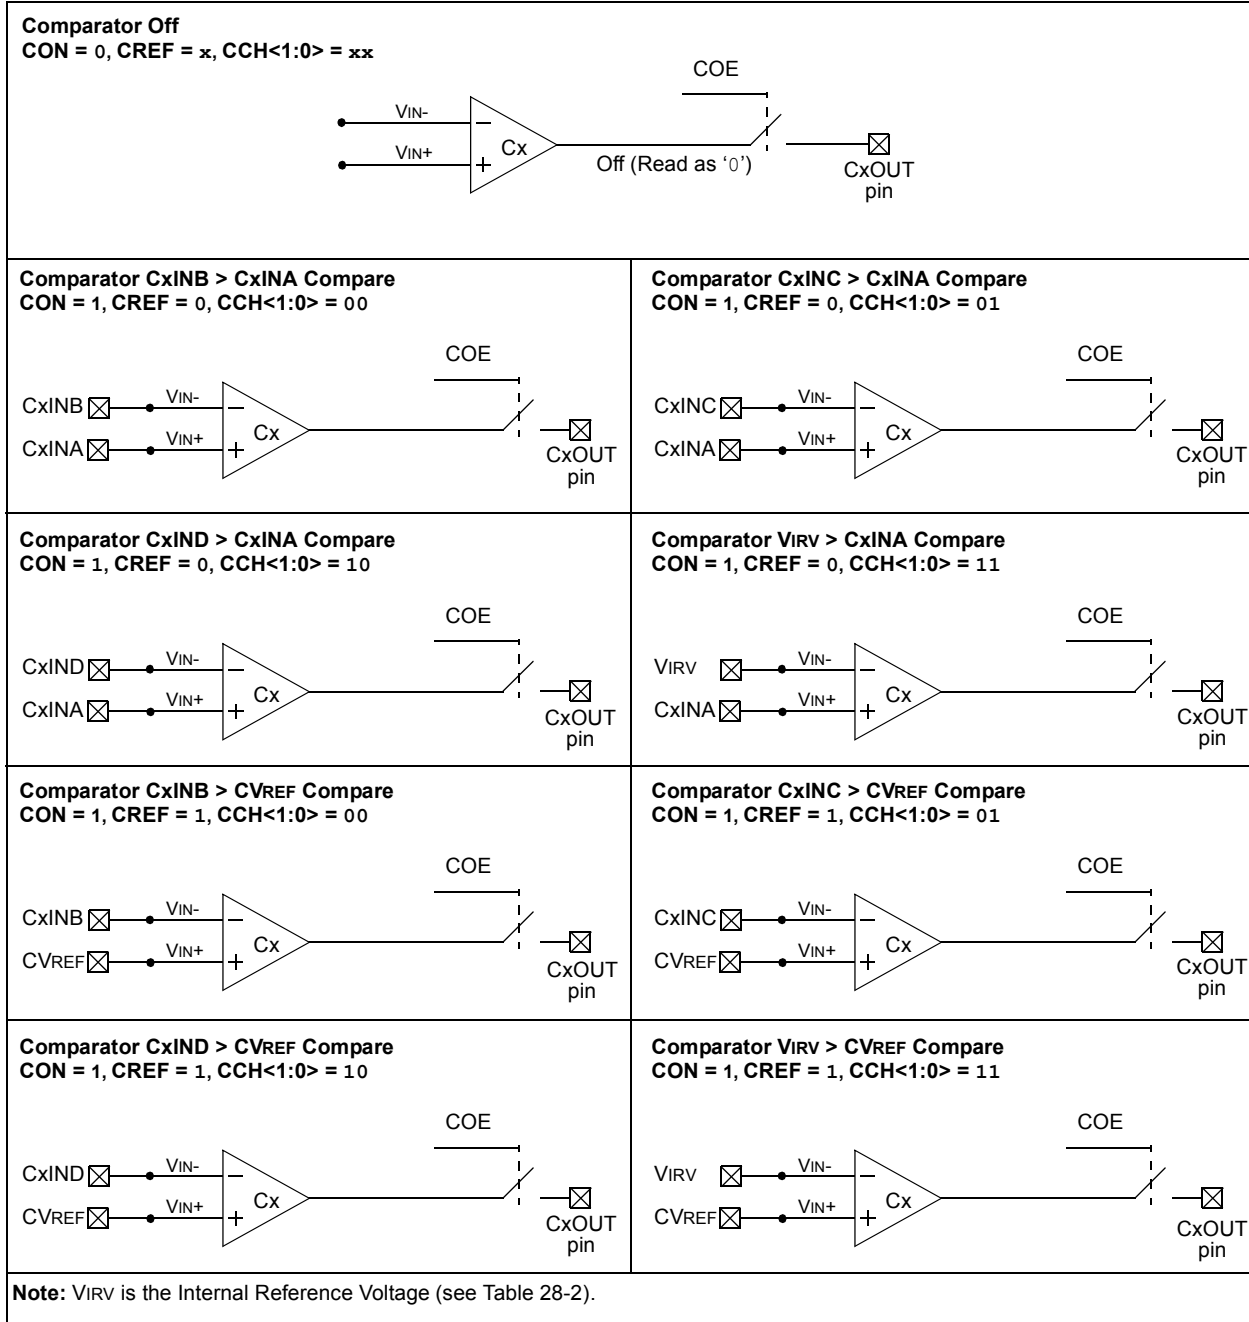 Comparator Off
CON = 0, CREF = x, CCH<1:0> = xx
COE
VIN-
VIN+
Cx
Off (Read as ‘0’)
CxOUT
pin
Comparator CxINB > CxINA Compare
CON = 1, CREF = 0, CCH<1:0> = 00
COE
CxINB
VIN-
CxINA
VIN+
Cx
CxOUT
pin
Comparator CxINC > CxINA Compare
CON = 1, CREF = 0, CCH<1:0> = 01
COE
CxINC
VIN-
CxINA
VIN+
Cx
CxOUT
pin
Comparator CxIND > CxINA Compare
CON = 1, CREF = 0, CCH<1:0> = 10
COE
CxIND
VIN-
CxINA
VIN+
Cx
CxOUT
pin
Comparator VIRV > CxINA Compare
CON = 1, CREF = 0, CCH<1:0> = 11
COE
VIRV
VIN-
CxINA
VIN+
Cx
CxOUT
pin
Comparator CxINB > CVREF Compare
CON = 1, CREF = 1, CCH<1:0> = 00
COE
CxINB
VIN-
CVREF
VIN+
Cx
CxOUT
pin
Comparator CxINC > CVREF Compare
CON = 1, CREF = 1, CCH<1:0> = 01
COE
CxINC
VIN-
CVREF
VIN+
Cx
CxOUT
pin
Comparator CxIND > CVREF Compare
CON = 1, CREF = 1, CCH<1:0> = 10
COE
CxIND
VIN-
CVREF
VIN+
Cx
CxOUT
pin
Comparator VIRV > CVREF Compare
CON = 1, CREF = 1, CCH<1:0> = 11
COE
VIRV
VIN-
CVREF
VIN+
Cx
CxOUT
pin
Note: VIRV is the Internal Reference Voltage (see Table 28-2).